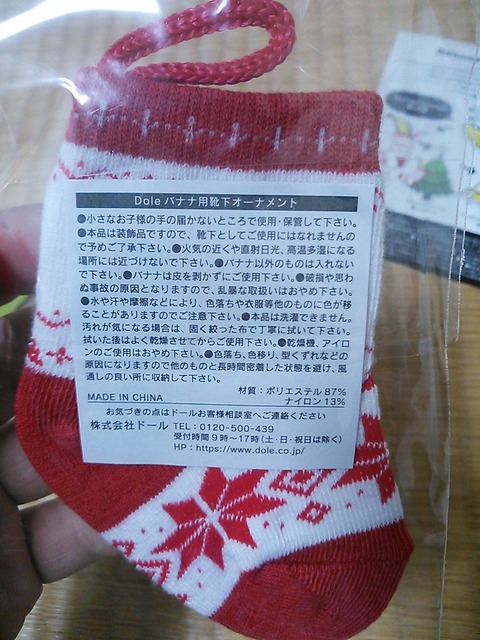 Dole バナナ用靴下オーナメント
●小さなお子様の手の届かないところで使用・保管して下さい。
●本品は装飾品ですので、靴下としてご使用にはなれませんの
で予めご了承下さい。●火気の近くや直射日光、高温多湿になる
場所には近づけないで下さい。●バナナ以外のものは入れない
で下さい。●バナナは皮を剥かずにご使用下さい。●破損や思わ
ぬ事故の原因となりますので、乱暴な取扱いはおやめ下さい。
●水や汗や摩擦などにより、色落ちや衣服等他のものに色が移
ることがありますのでご注意下さい。●本品は洗濯できません。
汚れが気になる場合は、固く絞った布で丁寧に拭いて下さい。
拭いた後はよく乾燥させてからご使用下さい。●乾燥機、アイロ
ンのご使用はおやめ下さい。●色落ち、色移り、型くずれなどの
原因になりますので他のものと長時間密着した状態を避け、風
通しの良い所に収納して下さい。
材質：ポリエステル 87%
ナイロン 13%
MADE IN CHINA
お気づきの点はドールお客様相談室へご連絡ください
株式会社ドール TEL：0120-500-439
受付時間 9時〜17時(土・日・祝日は除く)
HP：https://www.dole.co.jp/